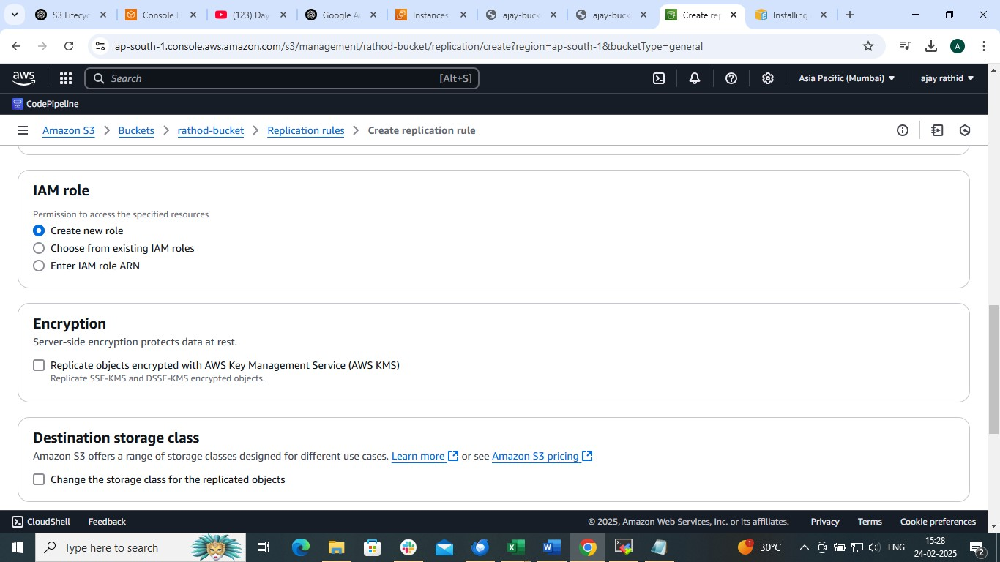 S3 Lifecyc
Console H
(123) Day
Google A
Instances
ajay-buck
ajay-buck
Create rep
Installing
ap-south-1.console.aws.amazon.com/s3/management/rathod-bucket/replication/create?region=ap-south-1&bucketType=general
A
aws
Search
[Alt+S]
Asia Pacific (Mumbai)
ajay rathid
CodePipeline
Amazon S3
Buckets
rathod-bucket
Replication rules
Create replication rule
IAM role
Permission to access the specified resources
Create new role
Choose from existing IAM roles
Enter IAM role ARN
Encryption
Server-side encryption protects data at rest.
Replicate objects encrypted with AWS Key Management Service (AWS KMS)
Replicate SSE-KMS and DSSE-KMS encrypted objects.
Destination storage class
Amazon S3 offers a range of storage classes designed for different use cases. Learn more or see Amazon S3 pricing
Change the storage class for the replicated objects
CloudShell
Feedback
© 2025, Amazon Web Services, Inc. or its affiliates.
Privacy
Terms
Cookie preferences
Type here to search
1
30°C
ENG
15:28
24-02-2025
2